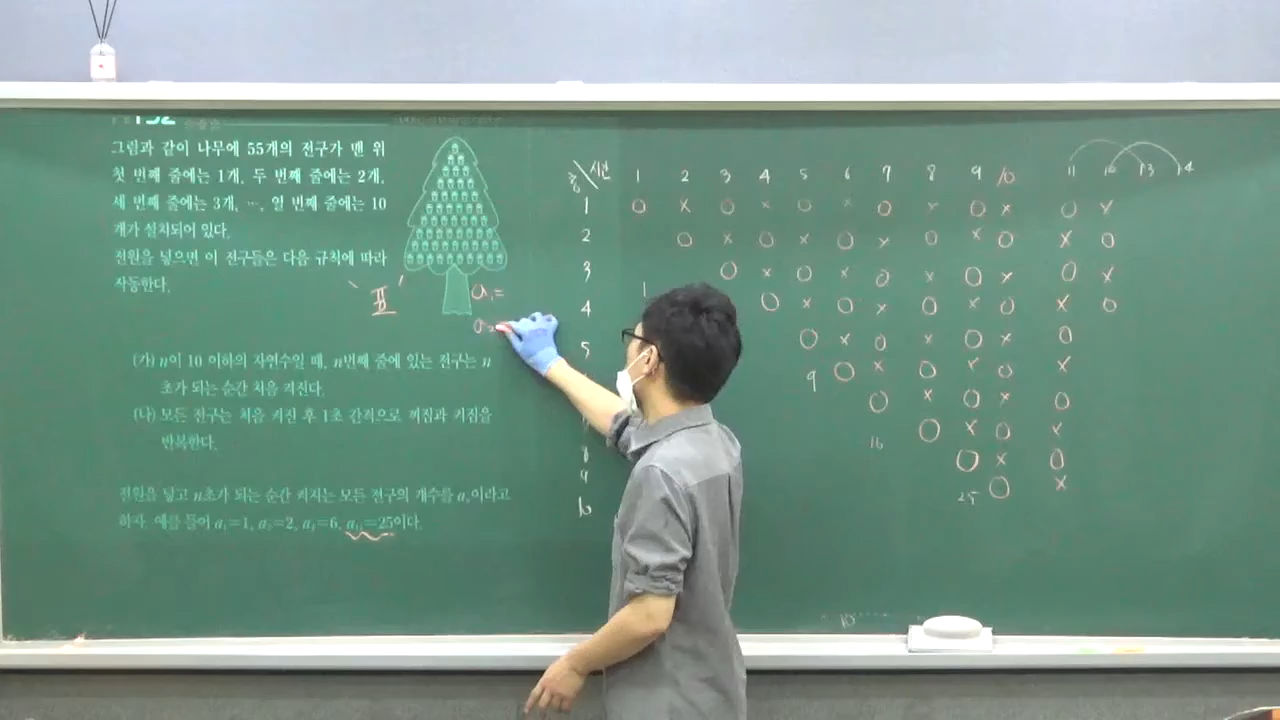 그림과 같이 나무에 55개의 전구가 맨 위
첫 번째 줄에는 1개, 두 번째 줄에는 2개,
세 번째 줄에는 3개, …, 열 번째 줄에는 10
개가 설치되어 있다.
전원을 넣으면 이 전구들은 다음 규칙에 따라
작동한다.
(가) n이 10 이하의 자연수일 때, n번째 줄에 있는 전구는 n
초가 되는 순간 처음 켜진다.
(나) 모든 전구는 처음 켜진 후 1초 간격으로 꺼짐과 켜짐을
반복한다.
전원을 넣고 n초가 되는 순간 켜지는 모든 전구의 개수를 aₙ이라고
하자. 예를 들어 a₁=1, a₂=2, a₄=6, a₁₁=25이다.
a₁=
줄 \ 시간 1 2 3 4 5 6 7 8 9 10 11 13 14
1 O X O x O x O x O x O x
2 O x O x O x O x O x O
3 O x O x O x O x O x
4 1 O x O x O x O x O
5 O x O x O x O
9 O x O x O x
O x O x O
16 O x O x
8 O x O
9 25 O x
10